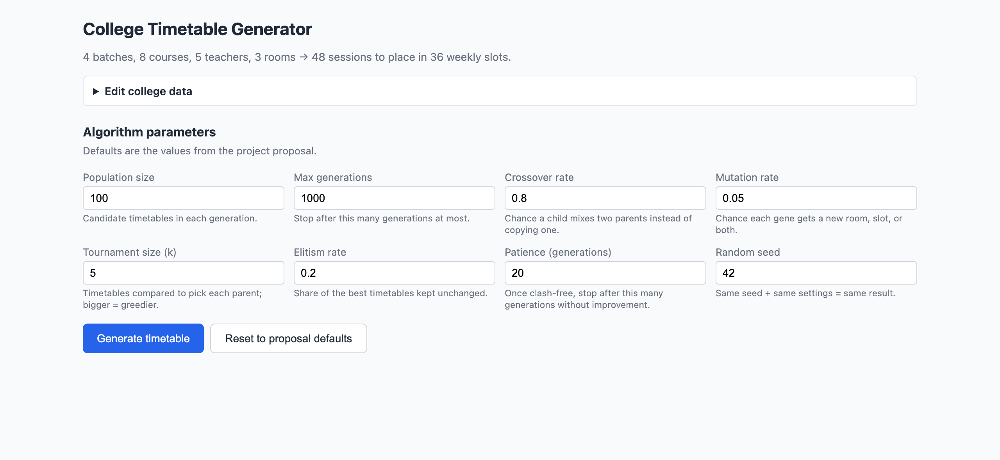 College Timetable Generator
4 batches, 8 courses, 5 teachers, 3 rooms → 48 sessions to place in 36 weekly slots.
▶ Edit college data
Algorithm parameters
Defaults are the values from the project proposal.
Population size
100
Candidate timetables in each generation.
Max generations
1000
Stop after this many generations at most.
Crossover rate
0.8
Chance a child mixes two parents instead of
copying one.
Mutation rate
0.05
Chance each gene gets a new room, slot, or
both.
Tournament size (k)
5
Timetables compared to pick each parent;
bigger = greedier.
Elitism rate
0.2
Share of the best timetables kept unchanged.
Patience (generations)
20
Once clash-free, stop after this many
generations without improvement.
Random seed
42
Same seed + same settings = same result.
Generate timetable
Reset to proposal defaults